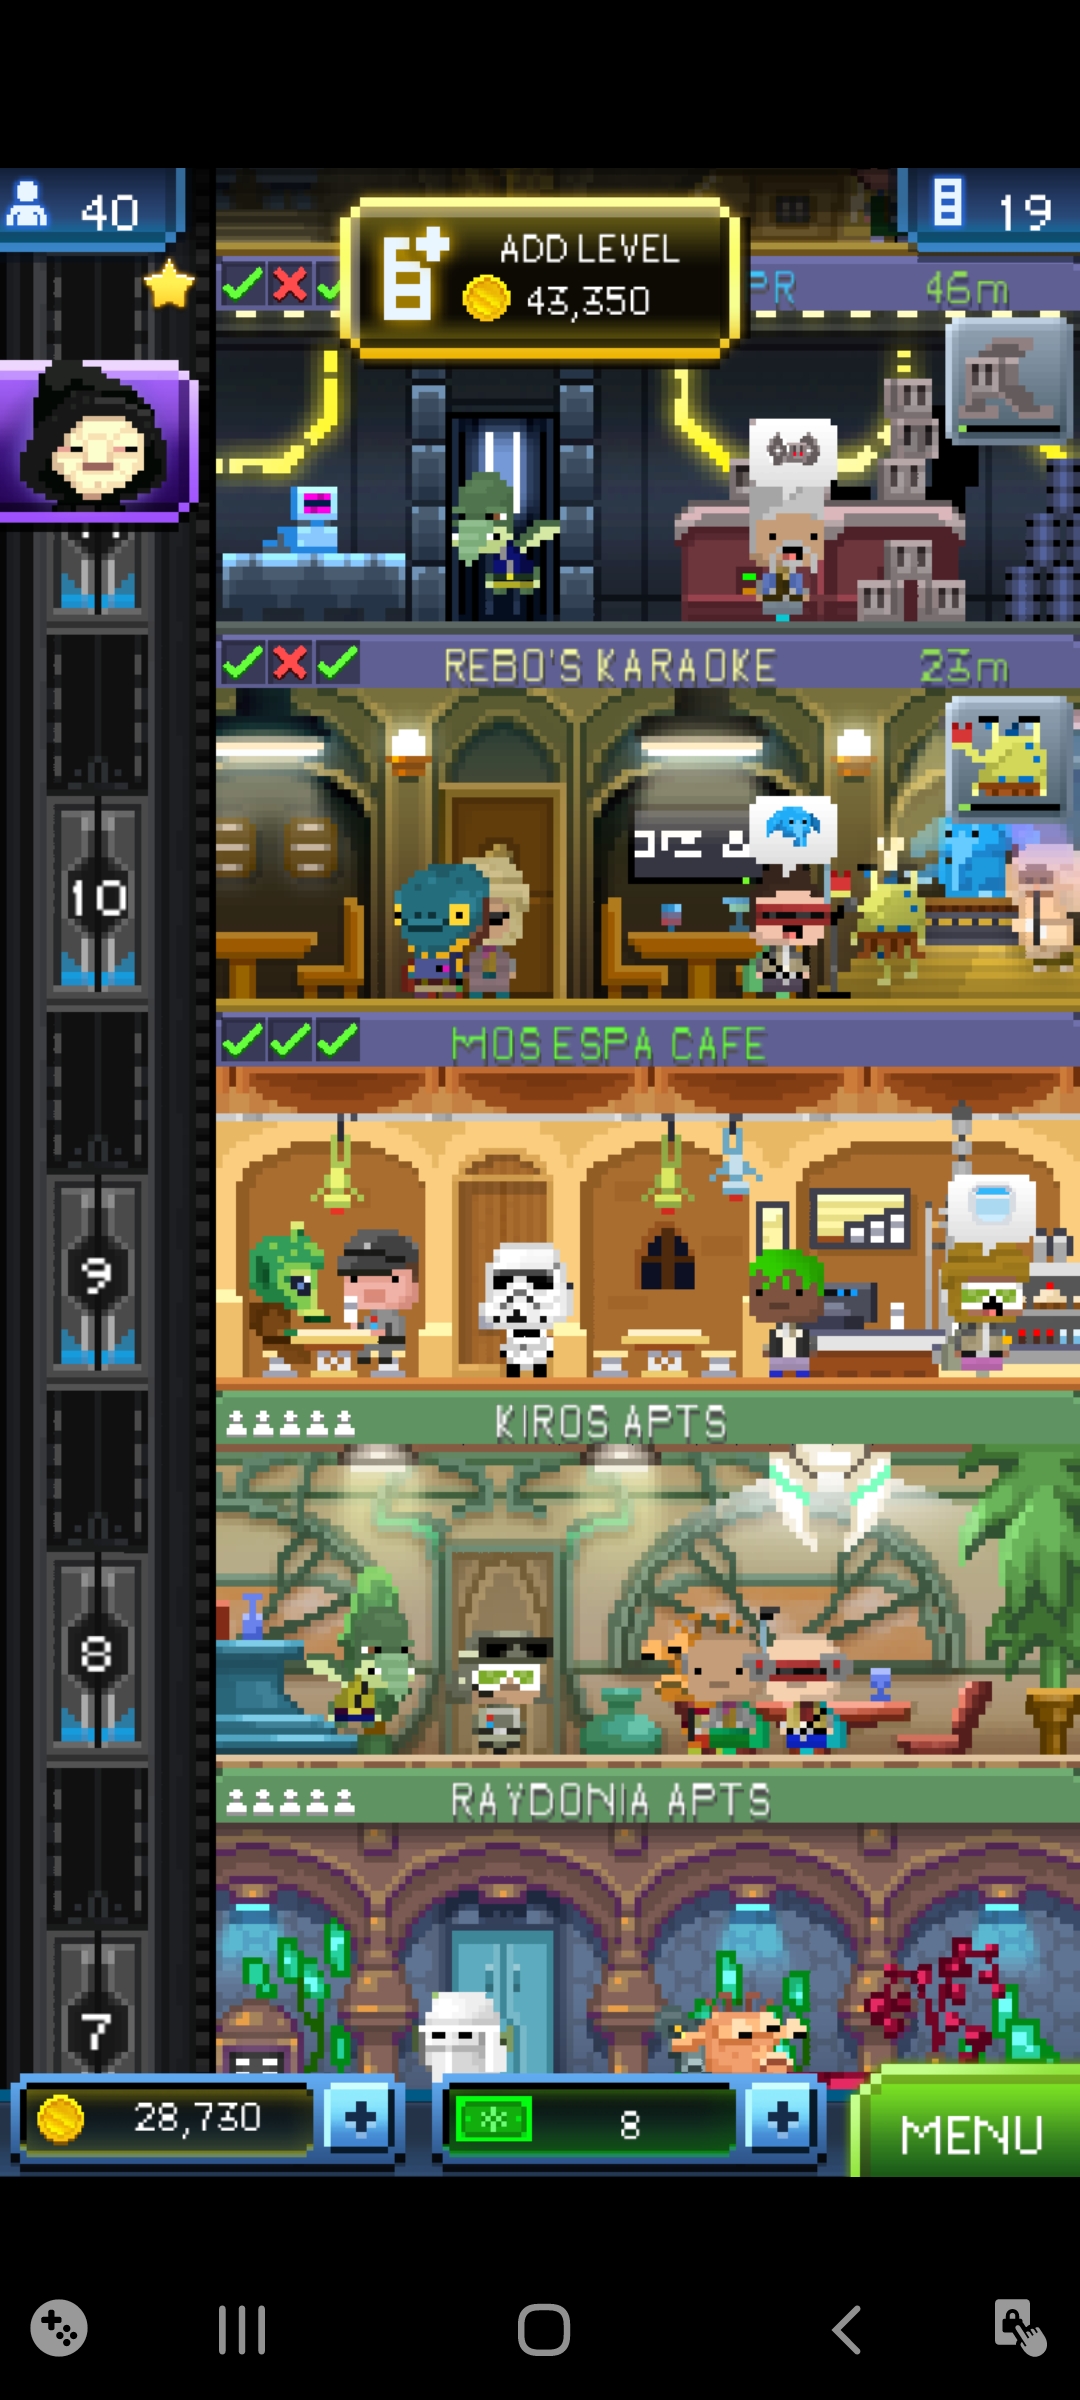 40
19
ADD LEVEL
43,350
PR
46m
REBO'S KARAOKE
23m
10
MOS ESPA CAFE
9
KIROS APTS
8
RAYDONIA APTS
7
28,730
8
MENU